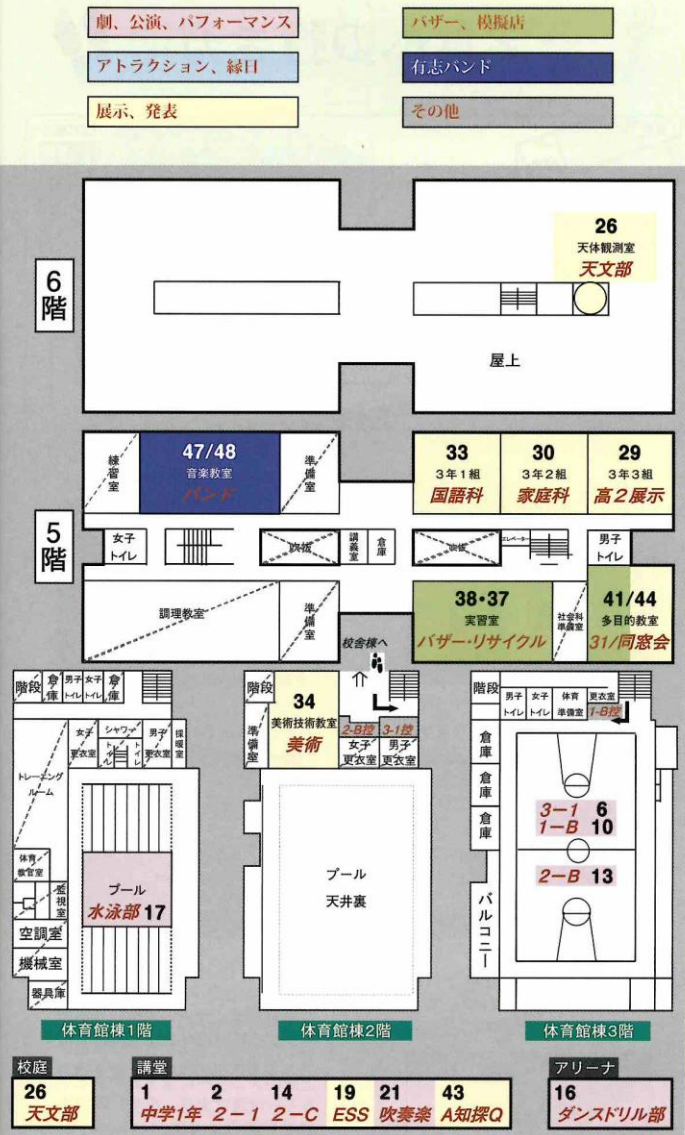 劇、公演、パフォーマンス
バザー、模擬店
アトラクション、縁日
有志バンド
展示、発表
その他
6階
26
天体観測室
天文部
屋上
5階
練習室
47/48
音楽教室
バンド
準備室
33
3年1組
国語科
30
3年2組
家庭科
29
3年3組
高2展示
女子トイレ
吹抜
講義室
倉庫
吹抜
エレベーター
男子トイレ
調理教室
準備室
校舎棟へ
38・37
実習室
バザー・リサイクル
社会科準備室
41/44
多目的教室
31/同窓会
階段
倉庫
男子トイレ
女子トイレ
倉庫
女子更衣室
シャワー
トイレ
トイレ
男子更衣室
採暖室
トレーニングルーム
体育教官室
監視室
空調室
機械室
器具庫
プール
水泳部 17
体育館棟1階
階段
準備室
34
美術技術教室
美術
2-B控
3-1控
女子更衣室
男子更衣室
プール
天井裏
体育館棟2階
階段
男子トイレ
女子トイレ
体育準備室
更衣室
1-B控
倉庫
倉庫
倉庫
バルコニー
3-1 6
1-B 10
2-B 13
体育館棟3階
校庭
26
天文部
講堂
1 2 14 19 21 43
中学1年 2-1 2-C ESS 吹奏楽 A知探Q
アリーナ
16
ダンスドリル部